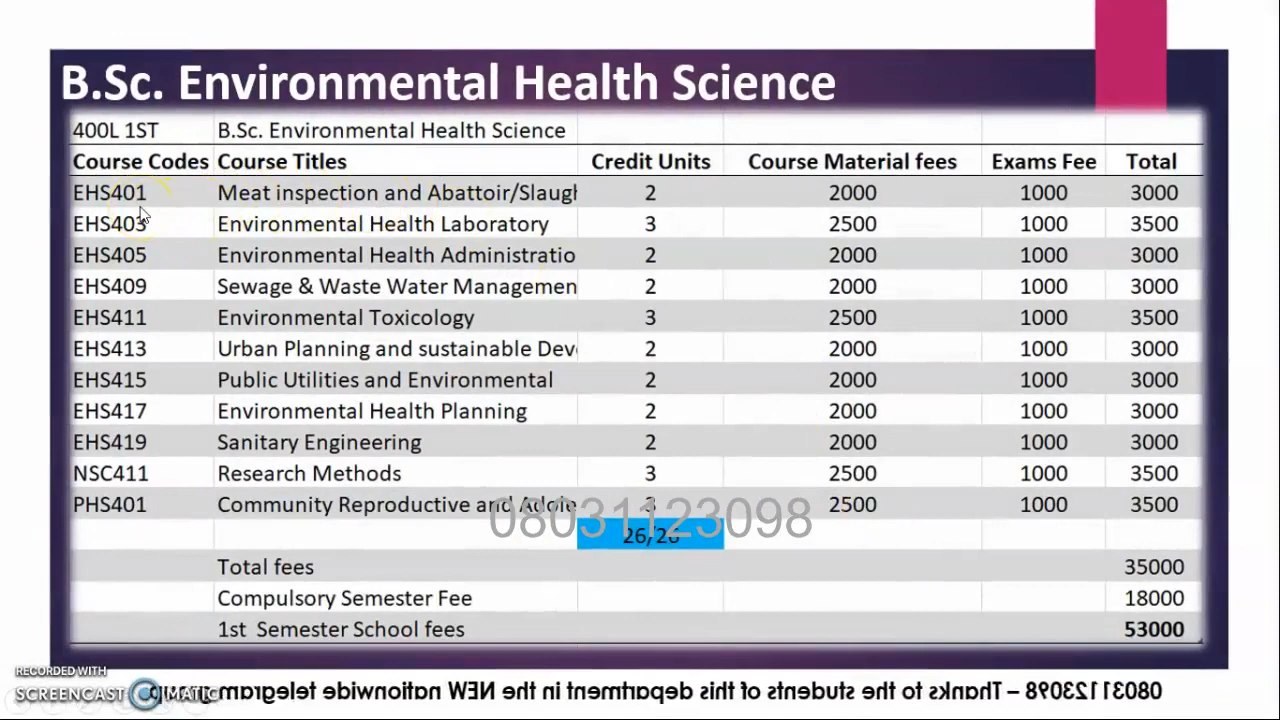 B.Sc. Environmental Health Science
400L 1ST B.Sc. Environmental Health Science
Course Codes Course Titles Credit Units Course Material fees Exams Fee Total
EHS401 Meat inspection and Abattoir/Slaugh 2 2000 1000 3000
EHS403 Environmental Health Laboratory 3 2500 1000 3500
EHS405 Environmental Health Administratio 2 2000 1000 3000
EHS409 Sewage & Waste Water Managemen 2 2000 1000 3000
EHS411 Environmental Toxicology 3 2500 1000 3500
EHS413 Urban Planning and sustainable Dev 2 2000 1000 3000
EHS415 Public Utilities and Environmental 2 2000 1000 3000
EHS417 Environmental Health Planning 2 2000 1000 3000
EHS419 Sanitary Engineering 2 2000 1000 3000
NSC411 Research Methods 3 2500 1000 3500
PHS401 Community Reproductive and Adole 3 2500 1000 3500
08031123098
26/26
Total fees 35000
Compulsory Semester Fee 18000
1st Semester School fees 53000
RECORDED WITH
SCREENCAST MATIC
08031123098 – Thanks to the students of this department in the NEW nationwide telegram group